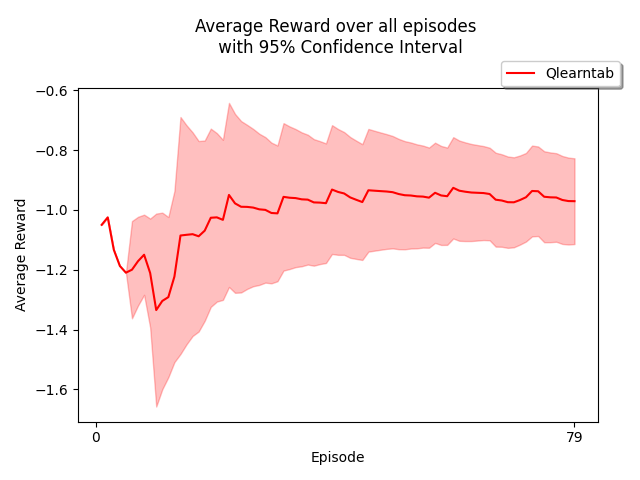 Average Reward over all episodes
with 95% Confidence Interval
Qlearntab
−0.6
−0.8
−1.0
−1.2
−1.4
−1.6
Average Reward
0
79
Episode